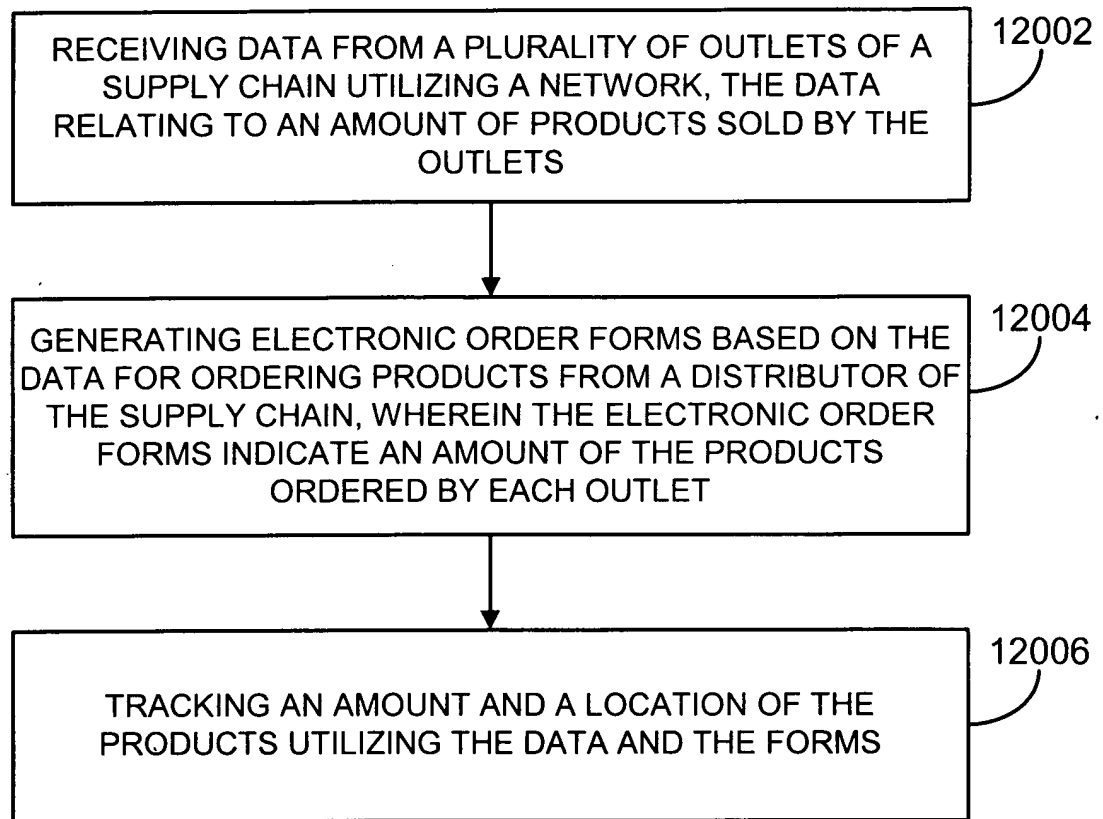 RECEIVING DATA FROM A PLURALITY OF OUTLETS OF A
SUPPLY CHAIN UTILIZING A NETWORK, THE DATA
RELATING TO AN AMOUNT OF PRODUCTS SOLD BY THE
OUTLETS
12002
GENERATING ELECTRONIC ORDER FORMS BASED ON THE
DATA FOR ORDERING PRODUCTS FROM A DISTRIBUTOR OF
THE SUPPLY CHAIN, WHEREIN THE ELECTRONIC ORDER
FORMS INDICATE AN AMOUNT OF THE PRODUCTS
ORDERED BY EACH OUTLET
12004
TRACKING AN AMOUNT AND A LOCATION OF THE
PRODUCTS UTILIZING THE DATA AND THE FORMS
12006